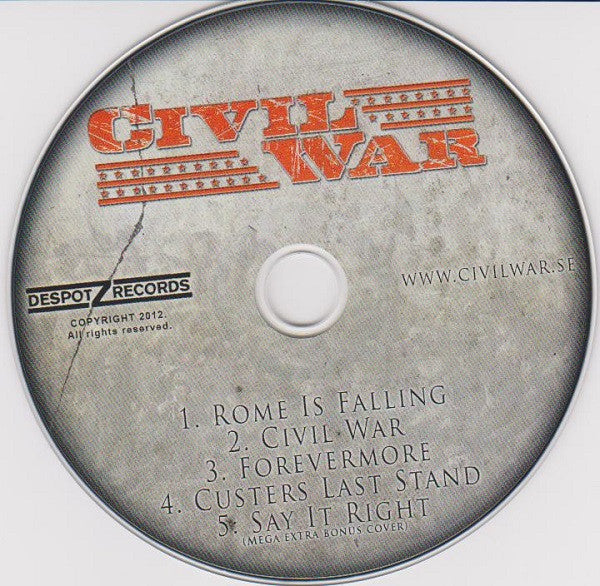 CIVIL
WAR
DESPOTZ RECORDS
COPYRIGHT 2012.
All rights reserved.
WWW.CIVILWAR.SE
1. ROME IS FALLING
2. CIVIL WAR
3. FOREVERMORE
4. CUSTERS LAST STAND
5. SAY IT RIGHT
(MEGA EXTRA BONUS COVER)